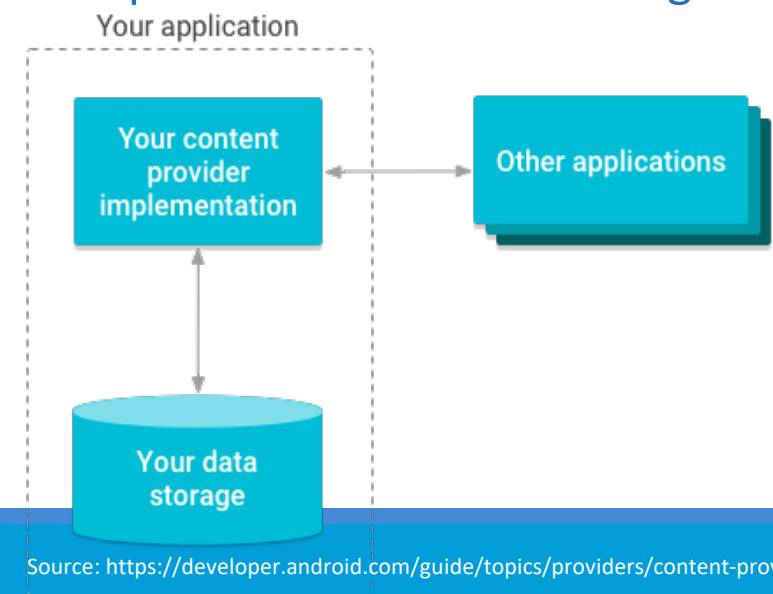 Your application
Your content
provider
implementation
Other applications
Your data
storage
Source: https://developer.android.com/guide/topics/providers/content-prov